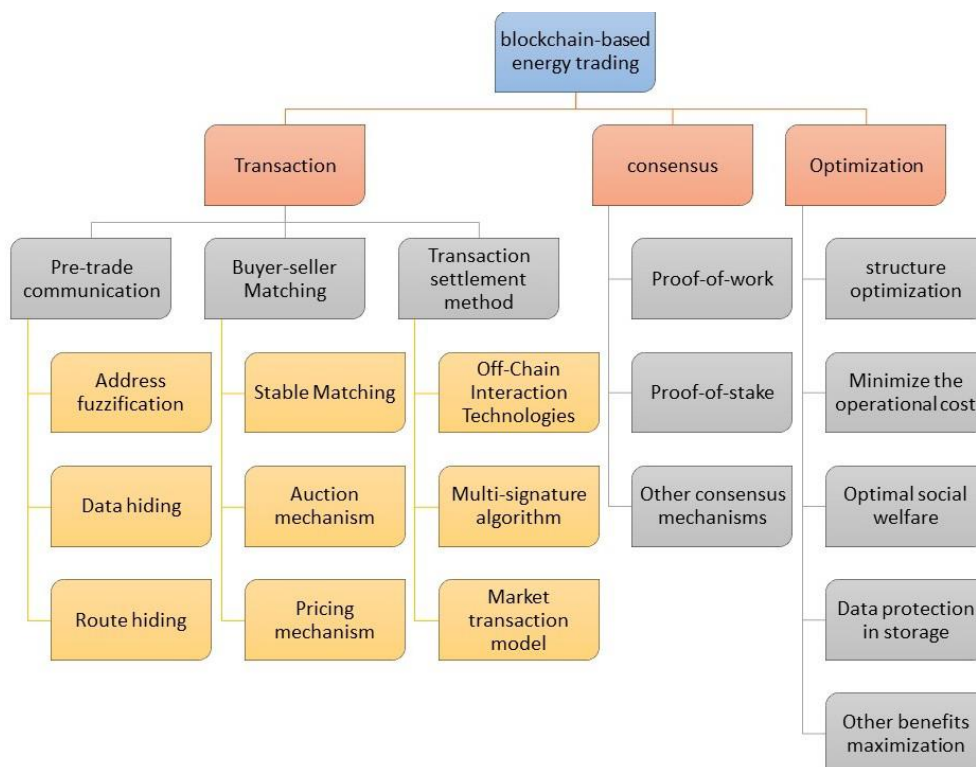 blockchain-based
energy trading
Transaction
consensus
Optimization
Pre-trade
communication
Buyer-seller
Matching
Transaction
settlement
method
Proof-of-work
structure
optimization
Address
fuzzification
Stable Matching
Off-Chain
Interaction
Technologies
Proof-of-stake
Minimize the
operational cost
Data hiding
Auction
mechanism
Multi-signature
algorithm
Other consensus
mechanisms
Optimal social
welfare
Route hiding
Pricing
mechanism
Market
transaction
model
Data protection
in storage
Other benefits
maximization